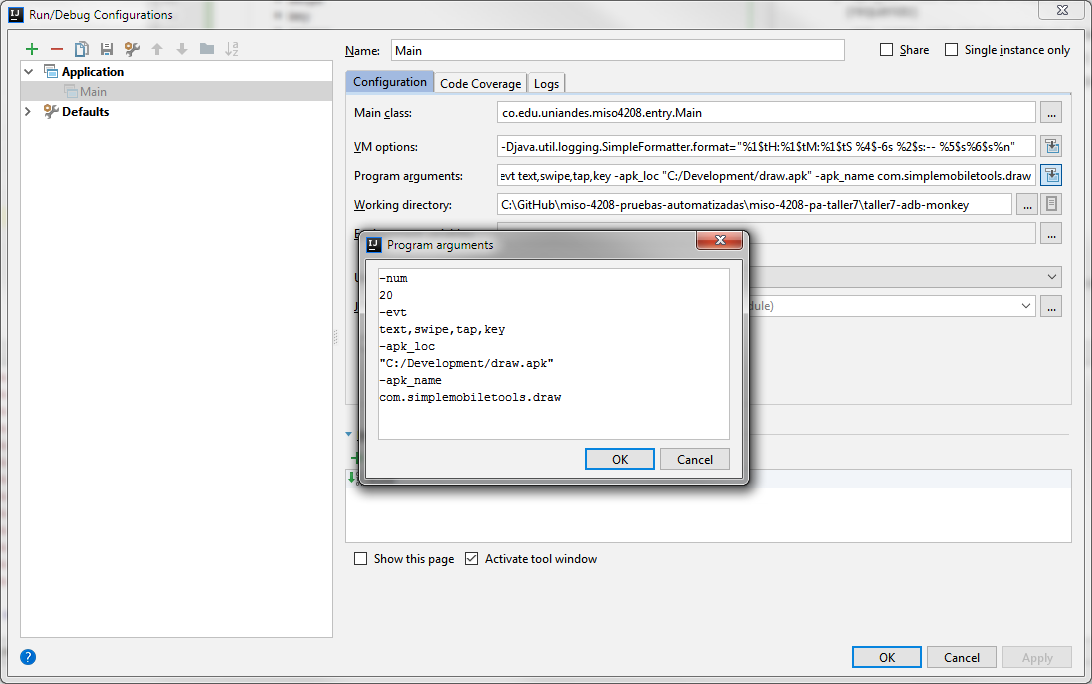 Run/Debug Configurations
Name: Main Share Single instance only
Application
Main
Defaults
Configuration Code Coverage Logs
Main class: co.edu.uniandes.miso4208.entry.Main ...
VM options: -Djava.util.logging.SimpleFormatter.format="%1$tH:%1$tM:%1$tS %4$-6s %2$s:-- %5$s%6$s%n"
Program arguments: evt text,swipe,tap,key -apk_loc "C:/Development/draw.apk" -apk_name com.simplemobiletools.draw
Working directory: C:\GitHub\miso-4208-pruebas-automatizadas\miso-4208-pa-taller7\taller7-adb-monkey ...
...
...
Program arguments
-num
20
-evt
text,swipe,tap,key
-apk_loc
"C:/Development/draw.apk"
-apk_name
com.simplemobiletools.draw
OK Cancel
Show this page Activate tool window
? OK Cancel Apply